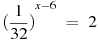 (1/32)^{x-6} = 2